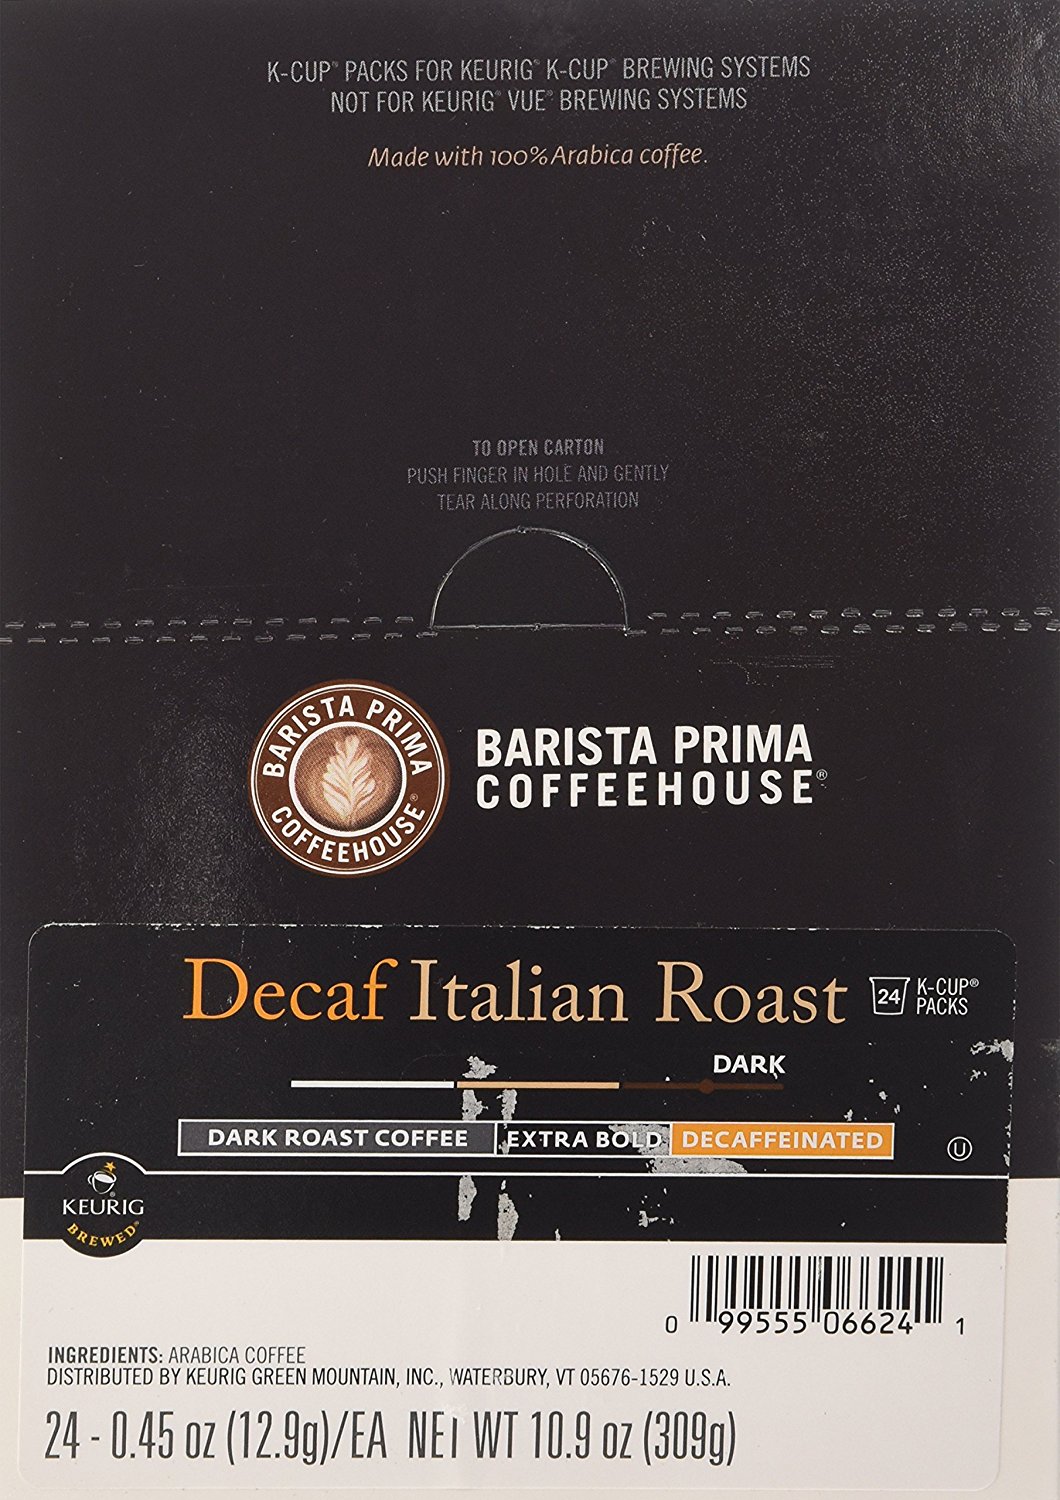 K-CUP® PACKS FOR KEURIG® K-CUP® BREWING SYSTEMS
NOT FOR KEURIG® VUE® BREWING SYSTEMS
Made with 100% Arabica coffee.
TO OPEN CARTON
PUSH FINGER IN HOLE AND GENTLY
TEAR ALONG PERFORATION
BARISTA PRIMA
COFFEEHOUSE®
BARISTA PRIMA
COFFEEHOUSE®
Decaf Italian Roast
24
K-CUP®
PACKS
DARK
DARK ROAST COFFEE EXTRA BOLD DECAFFEINATED
U
KEURIG®
BREWED®
0 99555 06624 1
INGREDIENTS: ARABICA COFFEE
DISTRIBUTED BY KEURIG GREEN MOUNTAIN, INC., WATERBURY, VT 05676-1529 U.S.A.
24 - 0.45 oz (12.9g)/EA NET WT 10.9 oz (309g)